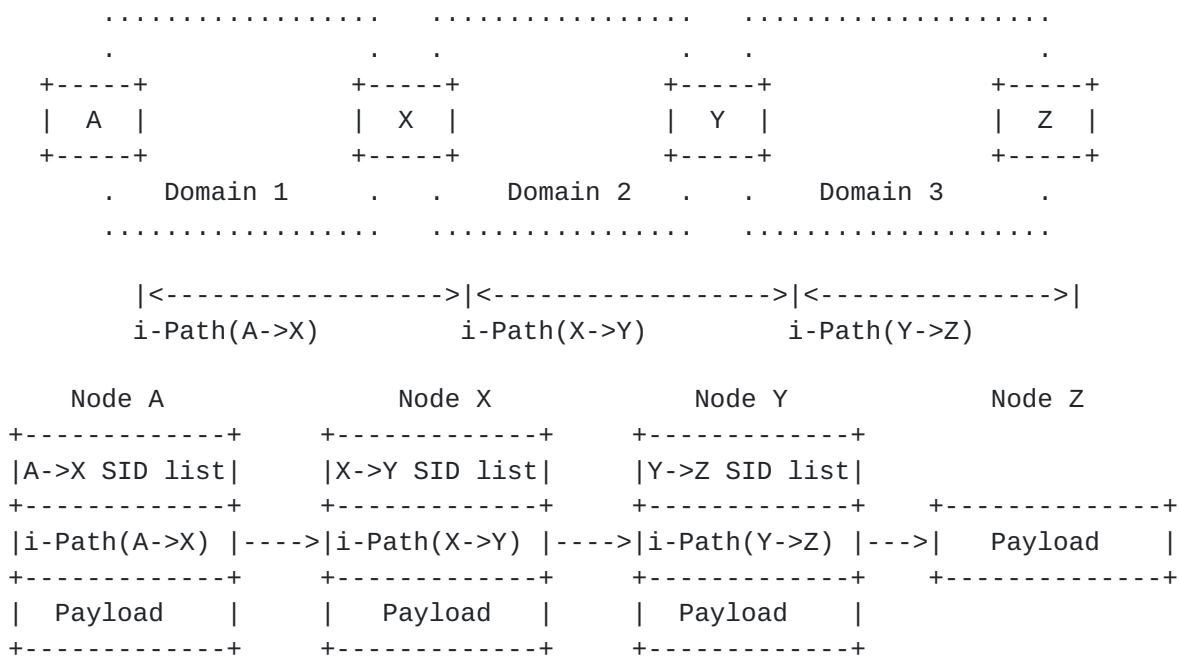 A X Y Z
Domain 1 Domain 2 Domain 3
i-Path(A->X) i-Path(X->Y) i-Path(Y->Z)
Node A Node X Node Y Node Z
A->X SID list X->Y SID list Y->Z SID list
i-Path(A->X) i-Path(X->Y) i-Path(Y->Z) Payload
Payload Payload Payload